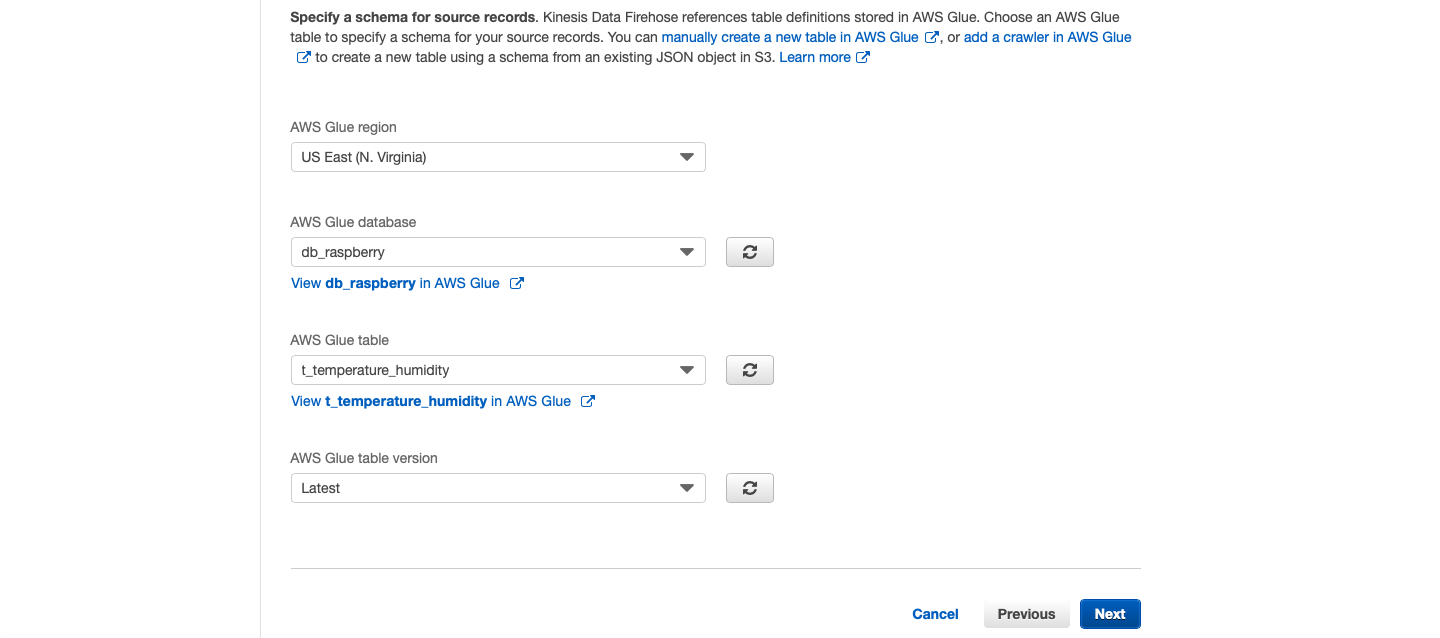 Specify a schema for source records. Kinesis Data Firehose references table definitions stored in AWS Glue. Choose an AWS Glue
table to specify a schema for your source records. You can manually create a new table in AWS Glue , or add a crawler in AWS Glue
to create a new table using a schema from an existing JSON object in S3. Learn more
AWS Glue region
US East (N. Virginia)
AWS Glue database
db_raspberry
View db_raspberry in AWS Glue
AWS Glue table
t_temperature_humidity
View t_temperature_humidity in AWS Glue
AWS Glue table version
Latest
Cancel Previous Next